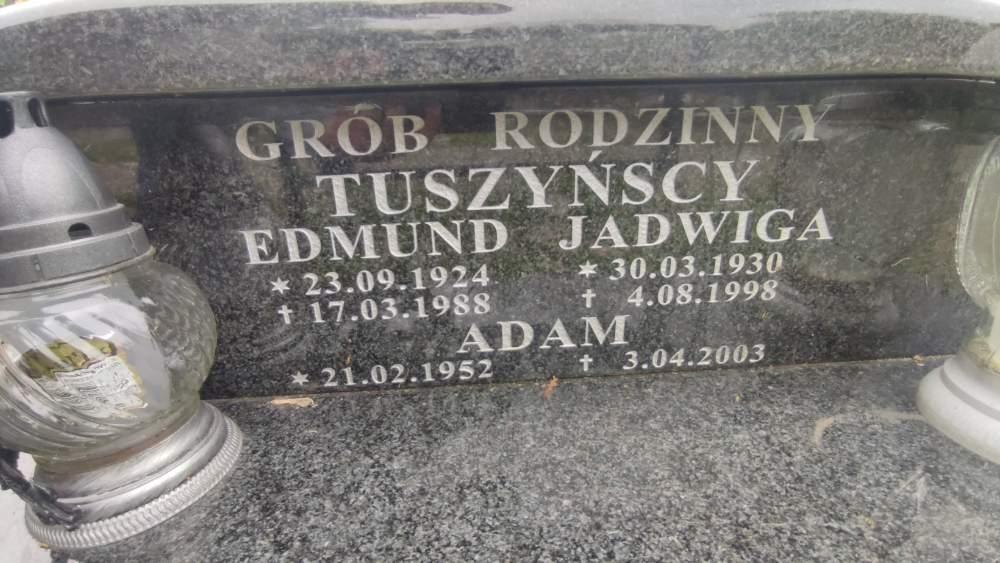 GRÓB RODZINNY
TUSZYŃSCY
EDMUND JADWIGA
* 23.09.1924 * 30.03.1930
† 17.03.1988 † 4.08.1998
ADAM
* 21.02.1952 † 3.04.2003